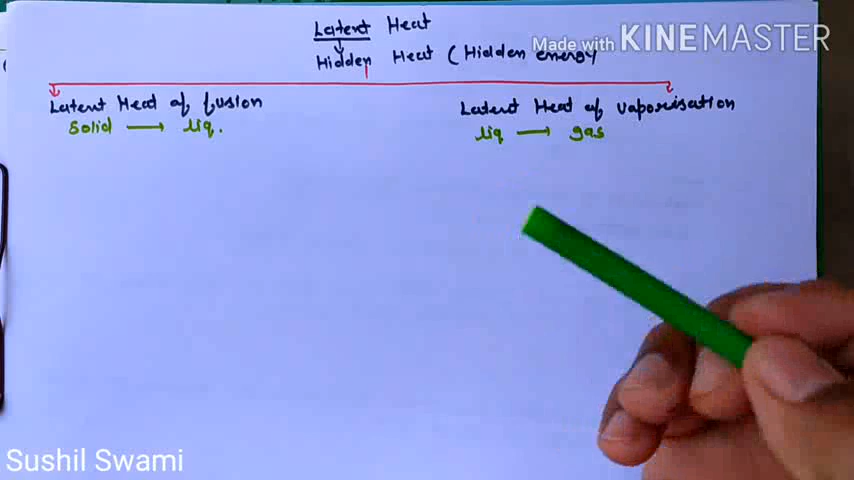 Latent Heat
Hidden Heat (Hidden energy
Made with KINEMASTER
Latent Heat of fusion
Solid → liq.
Latent Heat of vaporisation
liq → gas
Sushil Swami